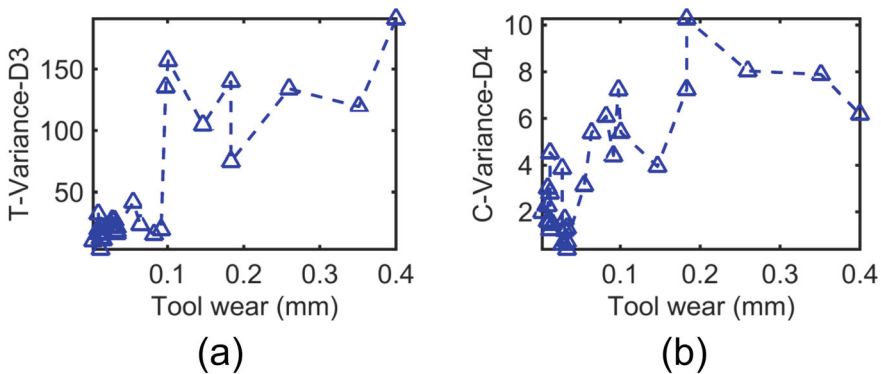 T-Variance-D3
150
100
50
0.1 0.2 0.3 0.4
Tool wear (mm)
(a)
C-Variance-D4
10
8
6
4
2
0.1 0.2 0.3 0.4
Tool wear (mm)
(b)